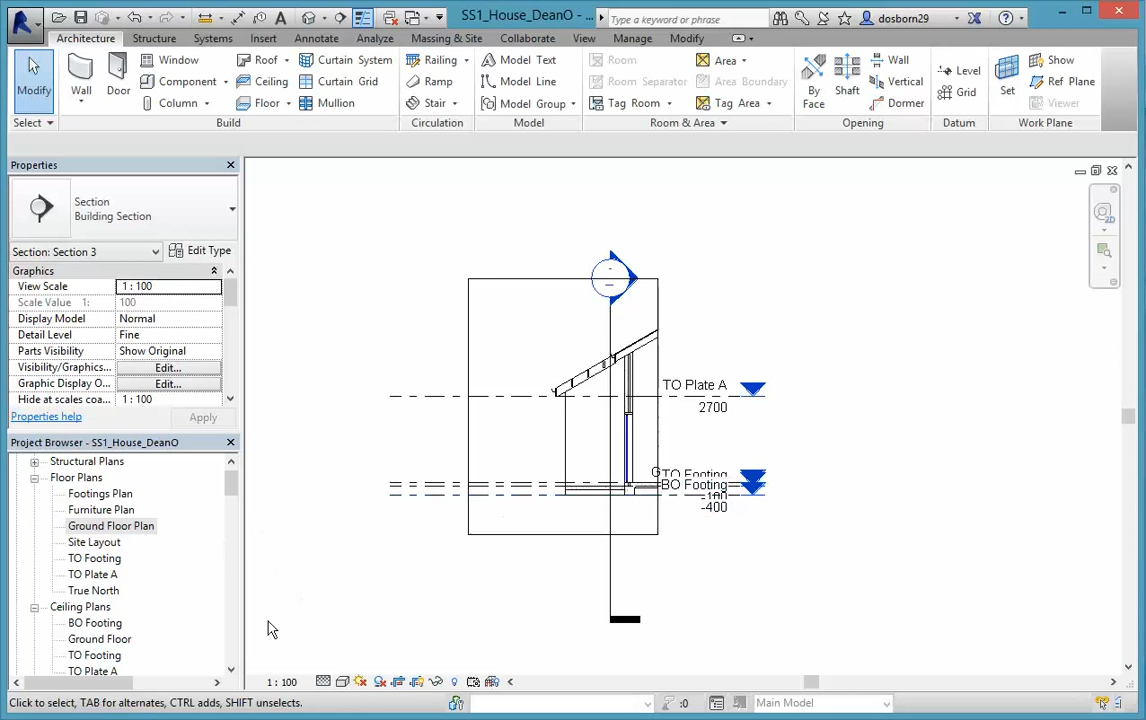 SS1_House_DeanO - ...
Type a keyword or phrase
dosborn29
Architecture Structure Systems Insert Annotate Analyze Massing & Site Collaborate View Manage Modify
Modify
Wall
Door
Window
Component
Column
Roof
Ceiling
Floor
Curtain System
Curtain Grid
Mullion
Railing
Ramp
Stair
Model Text
Model Line
Model Group
Room
Room Separator
Tag Room
Area
Area Boundary
Tag Area
By
Face
Shaft
Wall
Vertical
Dormer
Level
Grid
Set
Show
Ref Plane
Viewer
Select Build Circulation Model Room & Area Opening Datum Work Plane
Properties
Section
Building Section
Section: Section 3 Edit Type
Graphics
View Scale 1 : 100
Scale Value 1: 100
Display Model Normal
Detail Level Fine
Parts Visibility Show Original
Visibility/Graphics... Edit...
Graphic Display O... Edit...
Hide at scales coa... 1 : 100
Properties help Apply
Project Browser - SS1_House_DeanO
Structural Plans
Floor Plans
Footings Plan
Furniture Plan
Ground Floor Plan
Site Layout
TO Footing
TO Plate A
True North
Ceiling Plans
BO Footing
Ground Floor
TO Footing
TO Plate A
TO Plate A
2700
TO Footing
BO Footing
-400
1 : 100
Click to select, TAB for alternates, CTRL adds, SHIFT unselects.
:0
Main Model